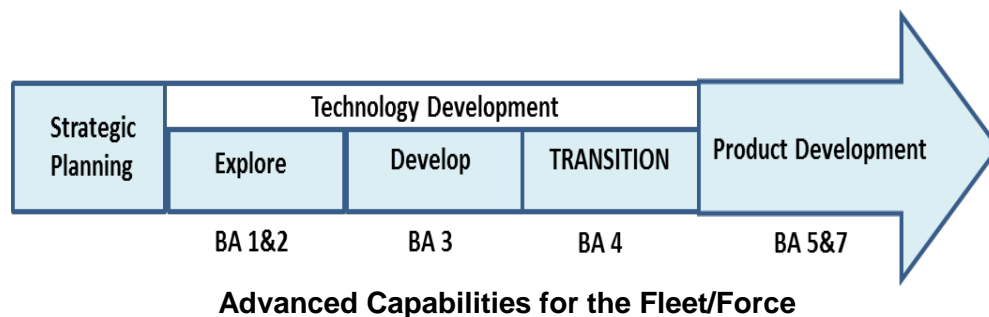 Strategic
Planning
Technology Development
Explore
Develop
TRANSITION
Product Development
BA 1&2
BA 3
BA 4
BA 5&7
Advanced Capabilities for the Fleet/Force